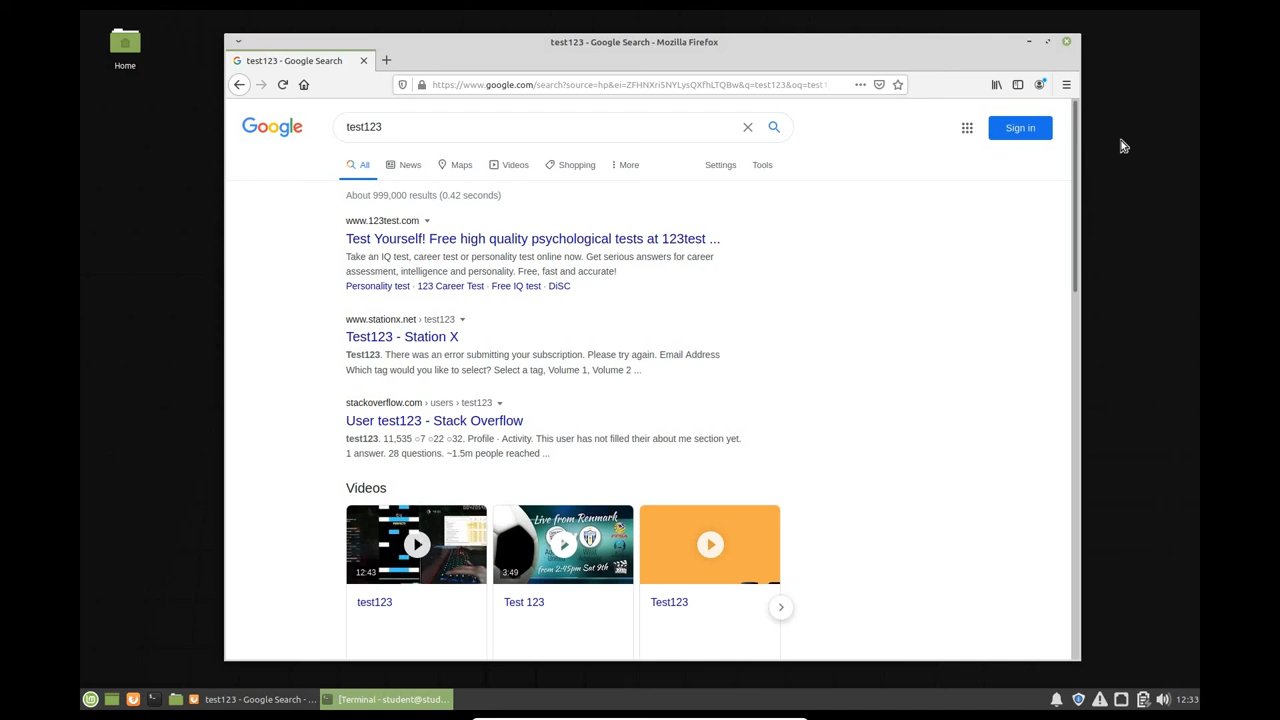 Home
test123 - Google Search - Mozilla Firefox
test123 - Google Search
https://www.google.com/search?source=hp&ei=ZFHNXriSNYLysQXfhLTQBw&q=test123&oq=test1
Google
test123
Sign in
All News Maps Videos Shopping More Settings Tools
About 999,000 results (0.42 seconds)
www.123test.com
Test Yourself! Free high quality psychological tests at 123test ...
Take an IQ test, career test or personality test online now. Get serious answers for career
assessment, intelligence and personality. Free, fast and accurate!
Personality test · 123 Career Test · Free IQ test · DiSC
www.stationx.net › test123
Test123 - Station X
Test123. There was an error submitting your subscription. Please try again. Email Address
Which tag would you like to select? Select a tag, Volume 1, Volume 2 ...
stackoverflow.com › users › test123
User test123 - Stack Overflow
test123. 11,535 ○7 ○22 ○32. Profile · Activity. This user has not filled their about me section yet.
1 answer. 28 questions. ~1.5m people reached ...
Videos
Live from Renmark
from 2:45pm Sat 9th
12:43
3:49
test123
Test 123
Test123
test123 - Google Search - ...
[Terminal - student@stud...
12:33